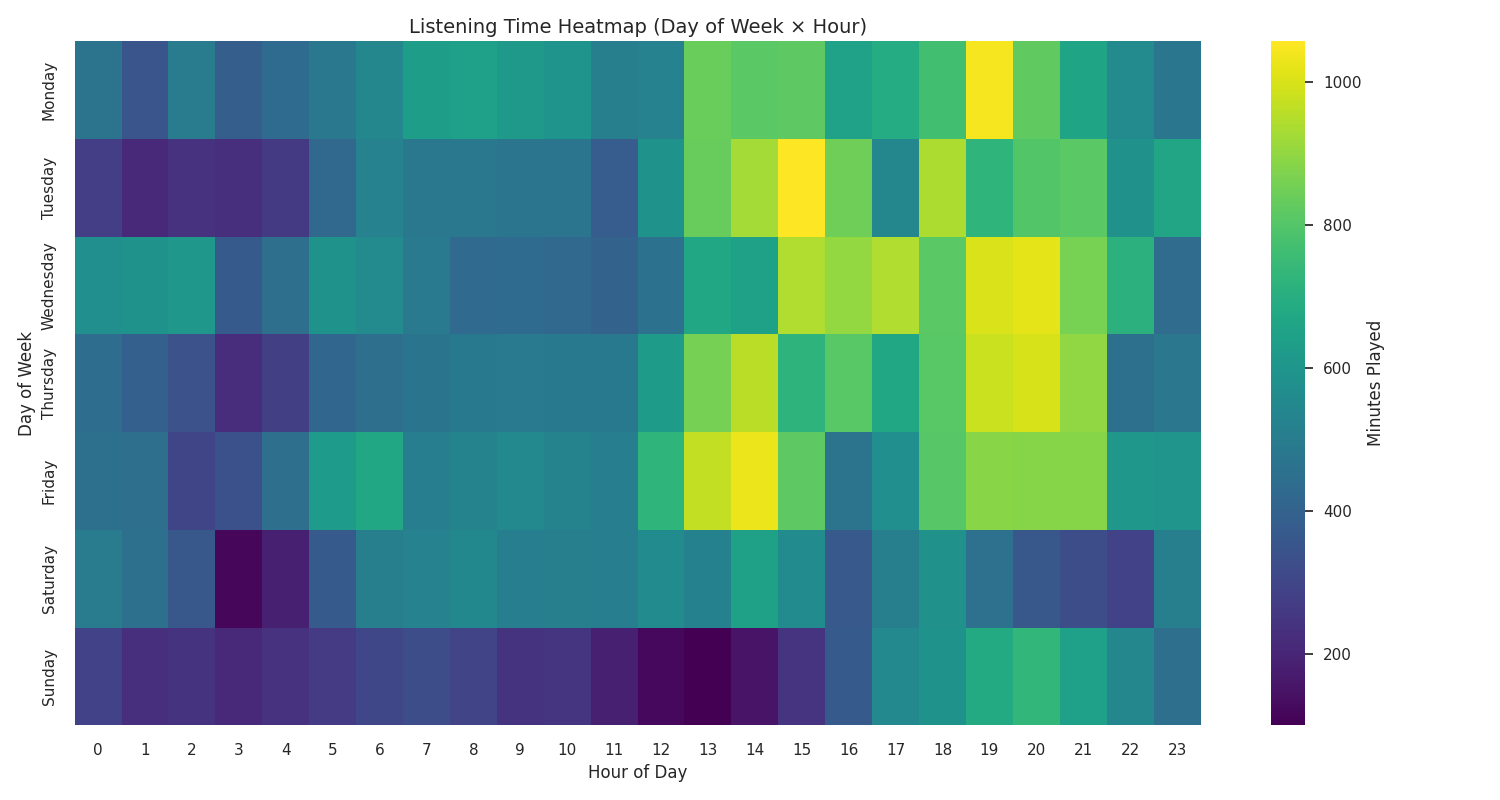 Listening Time Heatmap (Day of Week × Hour)
Day of Week
Monday
Tuesday
Wednesday
Thursday
Friday
Saturday
Sunday
0 1 2 3 4 5 6 7 8 9 10 11 12 13 14 15 16 17 18 19 20 21 22 23
Hour of Day
1000
800
600
400
200
Minutes Played